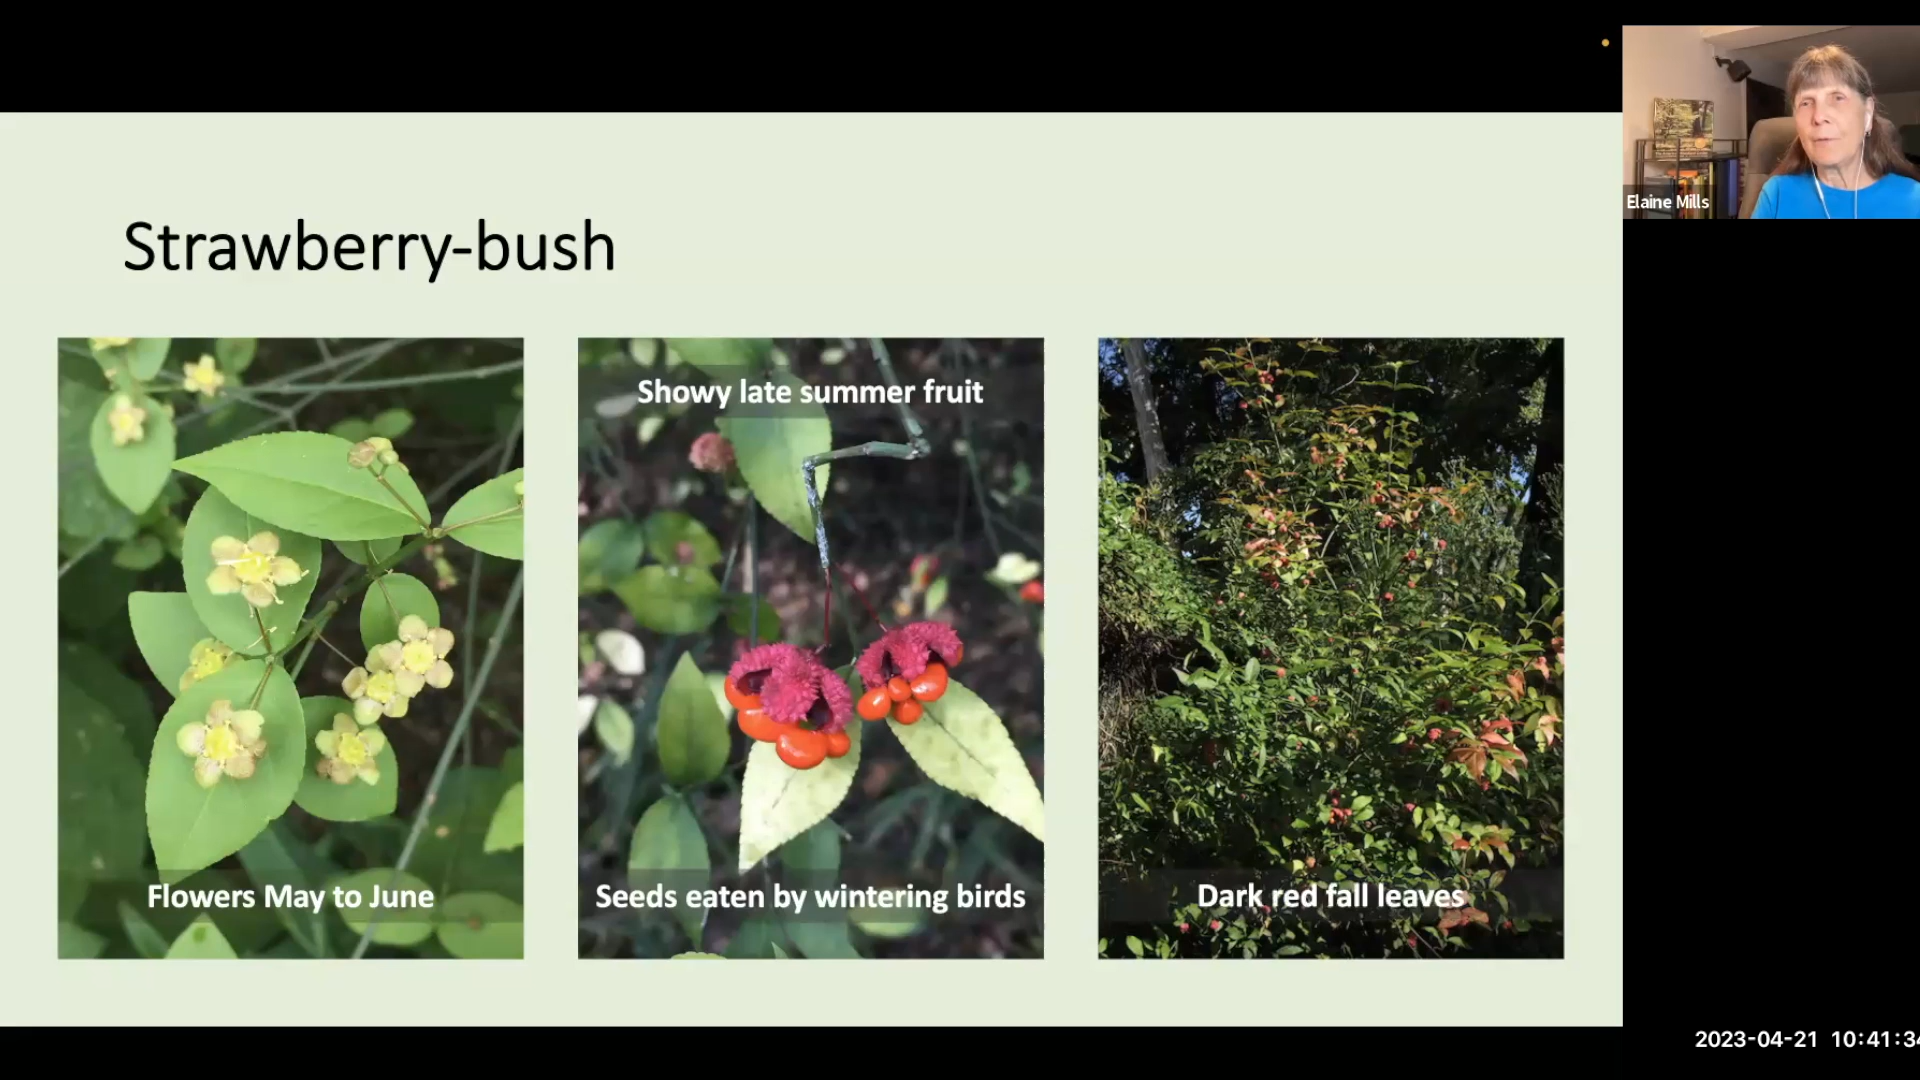 Elaine Mills
Strawberry-bush
Flowers May to June
Showy late summer fruit
Seeds eaten by wintering birds
Dark red fall leaves
2023-04-21 10:41:34